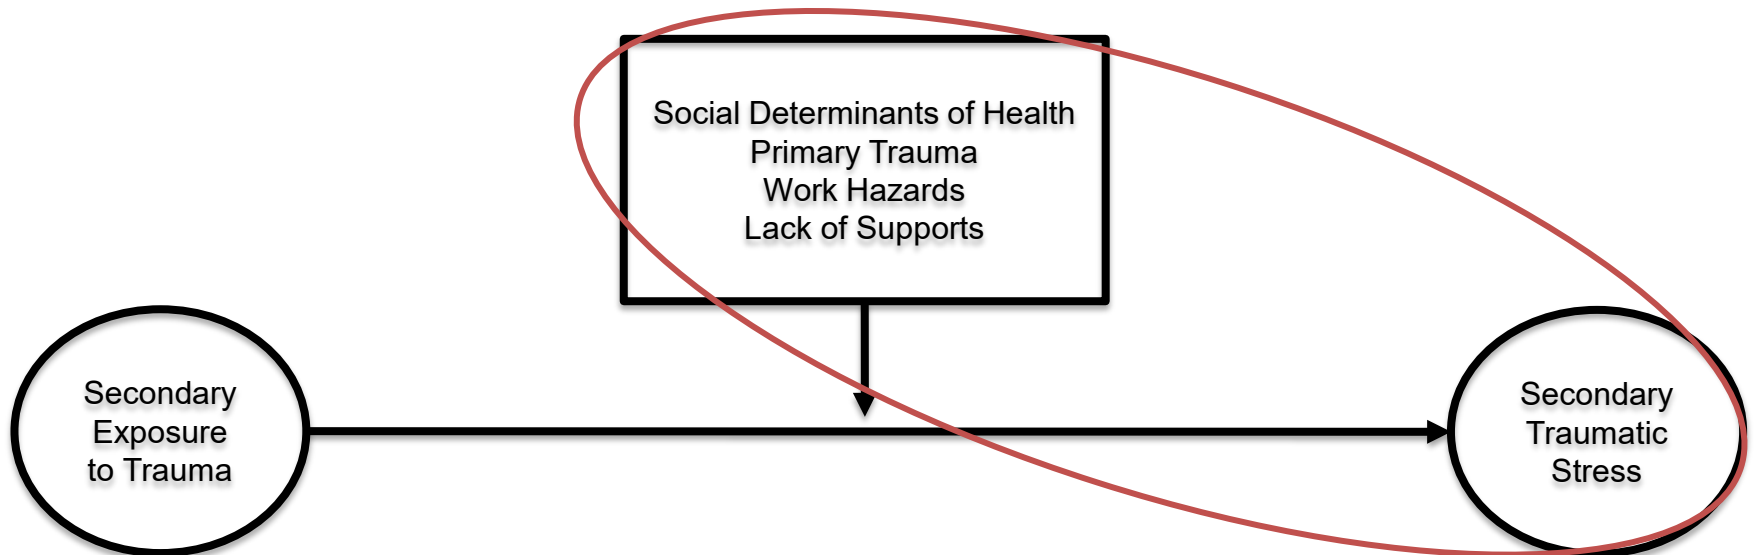 Social Determinants of Health
Primary Trauma
Work Hazards
Lack of Supports
Secondary
Exposure
to Trauma
Secondary
Traumatic
Stress